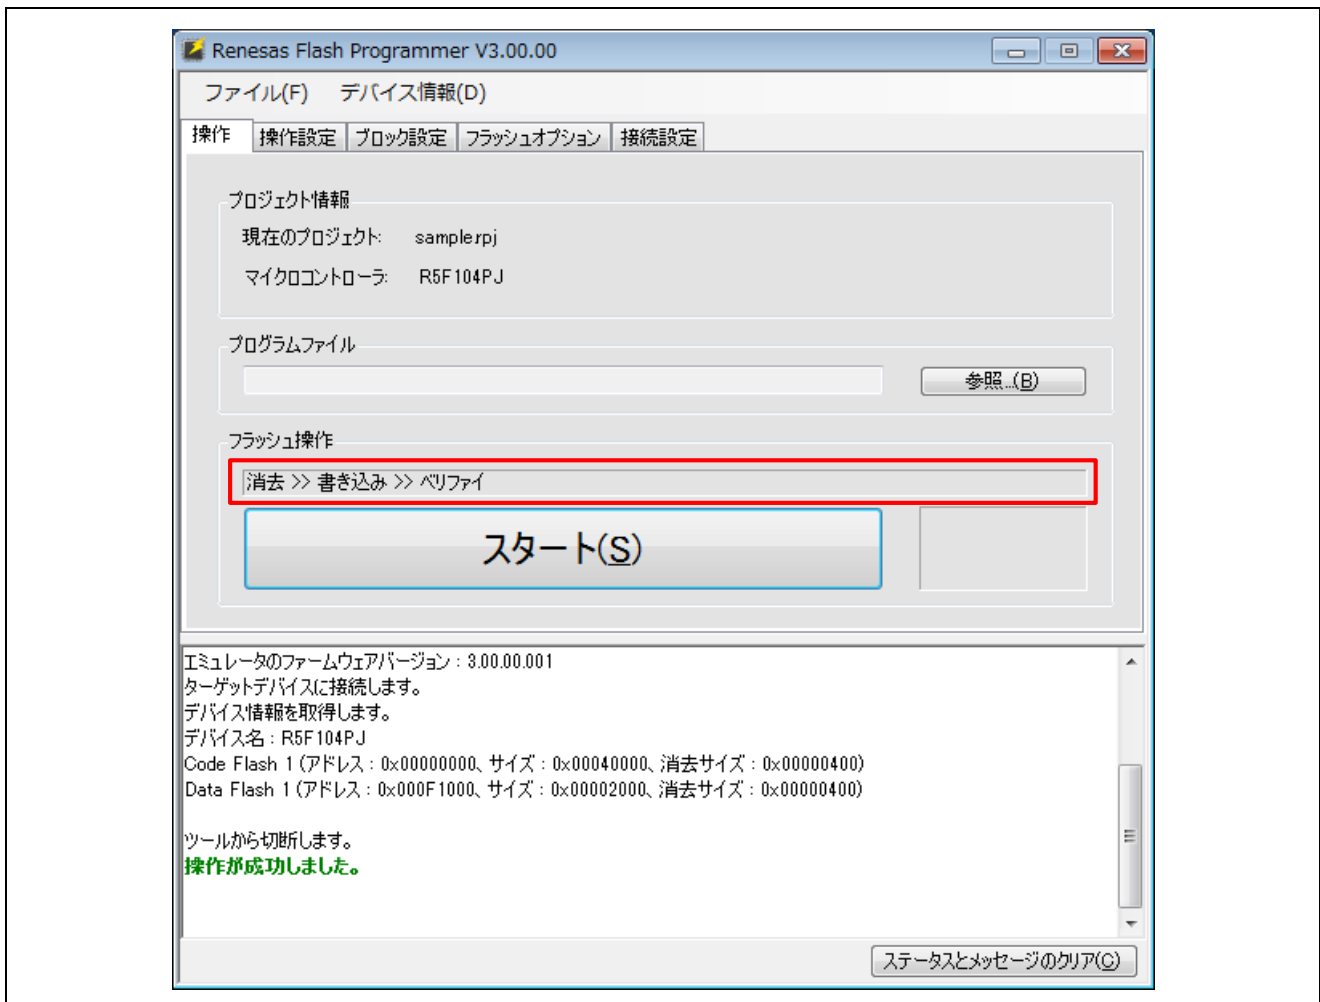 Renesas Flash Programmer V3.00.00
ファイル(F) デバイス情報(D)
操作 操作設定 ブロック設定 フラッシュオプション 接続設定
プロジェクト情報
現在のプロジェクト: sample.rpj
マイクロコントローラ: R5F104PJ
プログラムファイル
参照...(B)
フラッシュ操作
消去 >> 書き込み >> ベリファイ
スタート(S)
エミュレータのファームウェアバージョン : 3.00.00.001
ターゲットデバイスに接続します。
デバイス情報を取得します。
デバイス名 : R5F104PJ
Code Flash 1 (アドレス : 0x00000000、サイズ : 0x00040000、消去サイズ : 0x00000400)
Data Flash 1 (アドレス : 0x000F1000、サイズ : 0x00002000、消去サイズ : 0x00000400)
ツールから切断します。
操作が成功しました。
ステータスとメッセージのクリア(C)